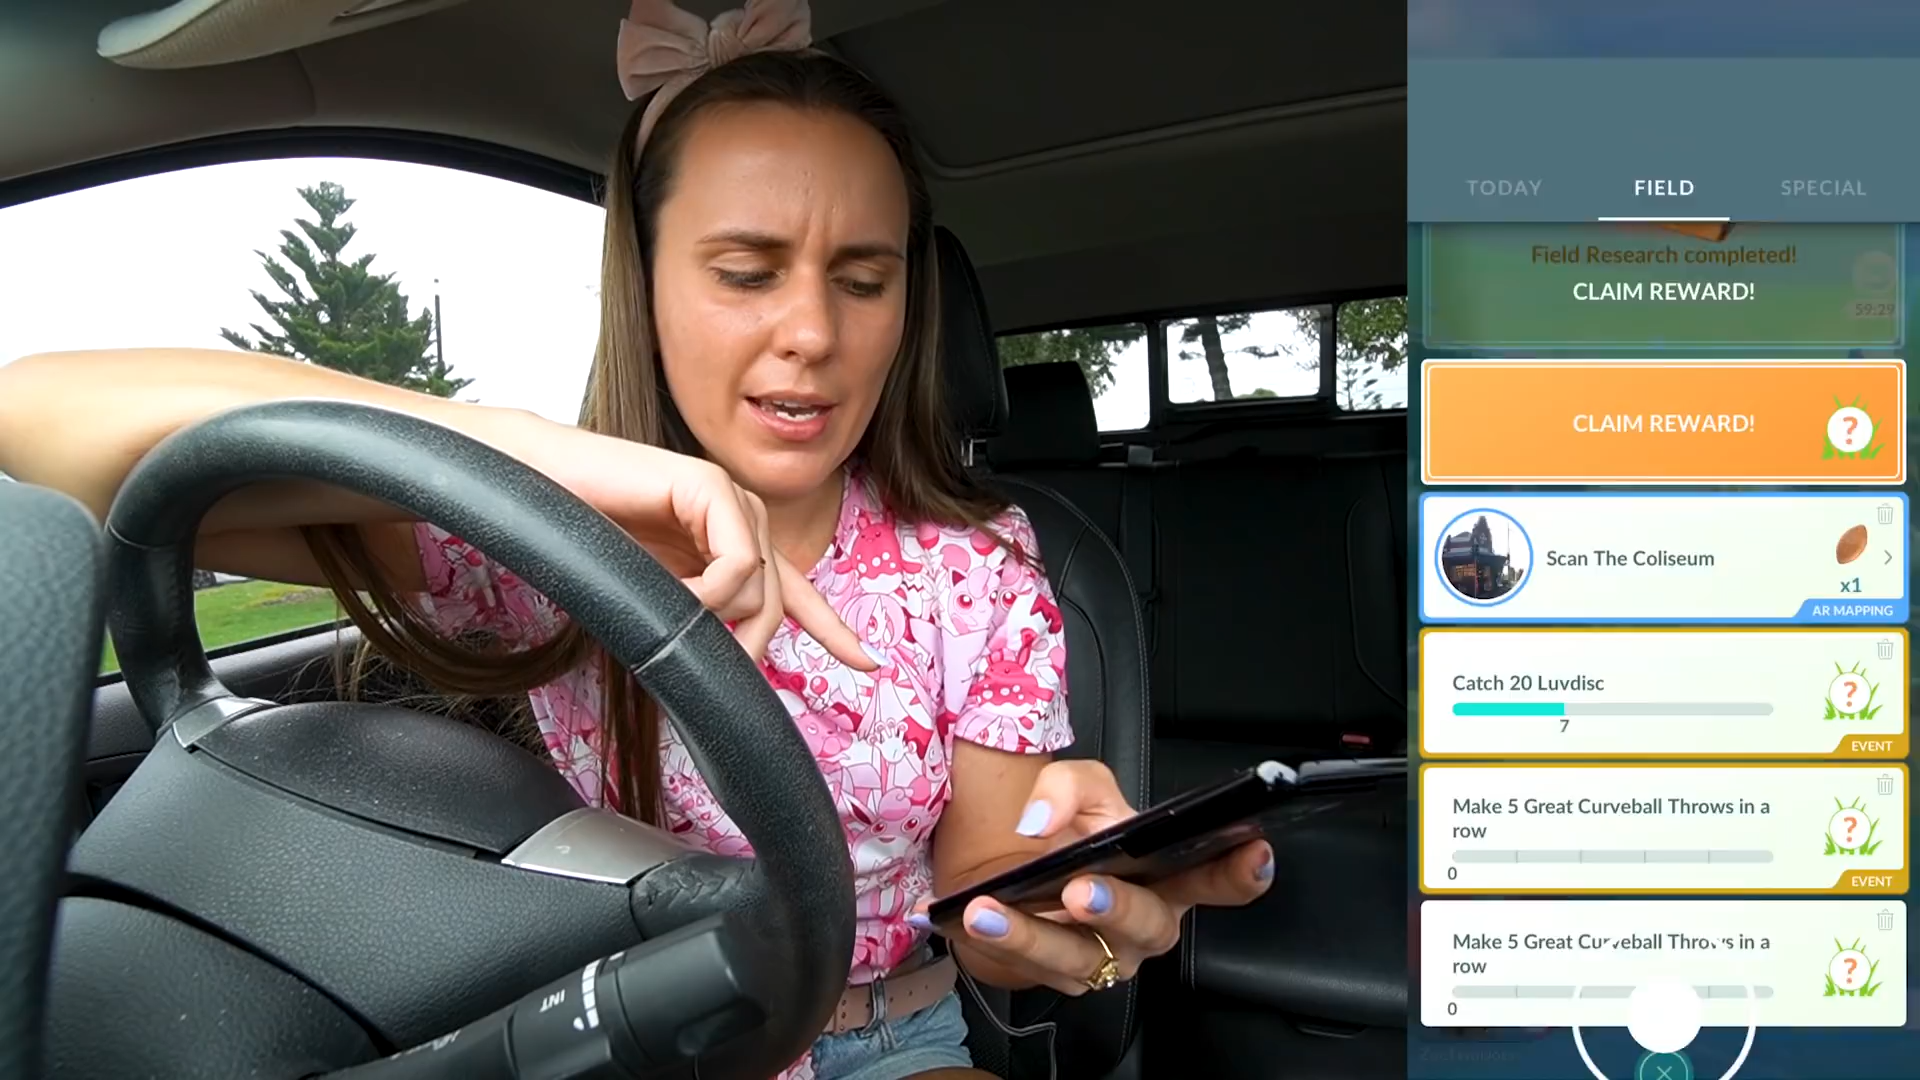 TODAY
FIELD
SPECIAL
Field Research completed!
CLAIM REWARD!
59:29
CLAIM REWARD!
?
Scan The Coliseum
x1
AR MAPPING
Catch 20 Luvdisc
7
?
EVENT
Make 5 Great Curveball Throws in a
row
0
?
EVENT
Make 5 Great Curveball Throws in a
row
0
?
INT